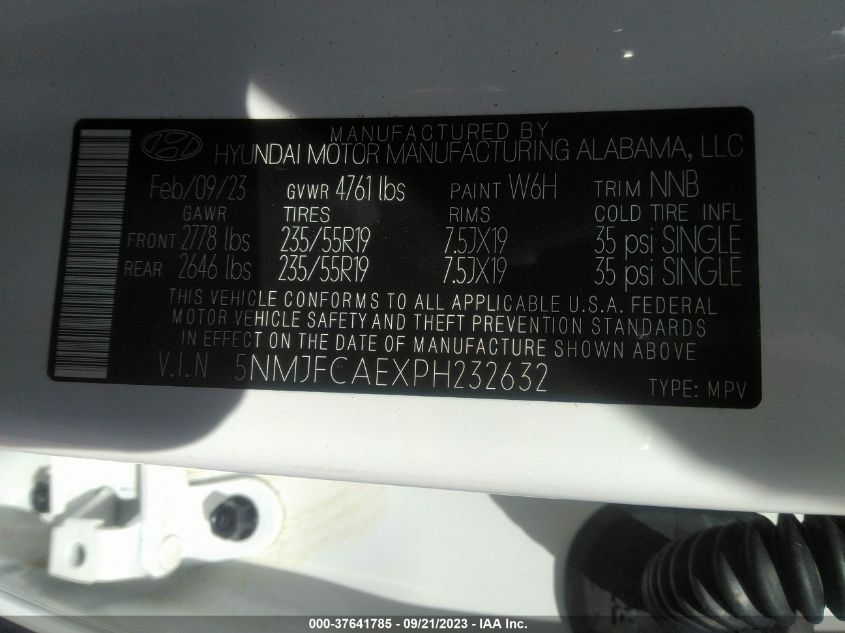 MANUFACTURED BY
HYUNDAI MOTOR MANUFACTURING ALABAMA, LLC
Feb/09/23 GVWR 4761 lbs PAINT W6H TRIM NNB
GAWR TIRES RIMS COLD TIRE INFL
FRONT 2778 lbs 235/55R19 7.5JX19 35 psi SINGLE
REAR 2646 lbs 235/55R19 7.5JX19 35 psi SINGLE
THIS VEHICLE CONFORMS TO ALL APPLICABLE U.S.A. FEDERAL
MOTOR VEHICLE SAFETY AND THEFT PREVENTION STANDARDS
IN EFFECT ON THE DATE OF MANUFACTURE SHOWN ABOVE
V.I.N 5NMJFCAEXPH232632
TYPE: MPV
000-37641785 - 09/21/2023 - IAA Inc.